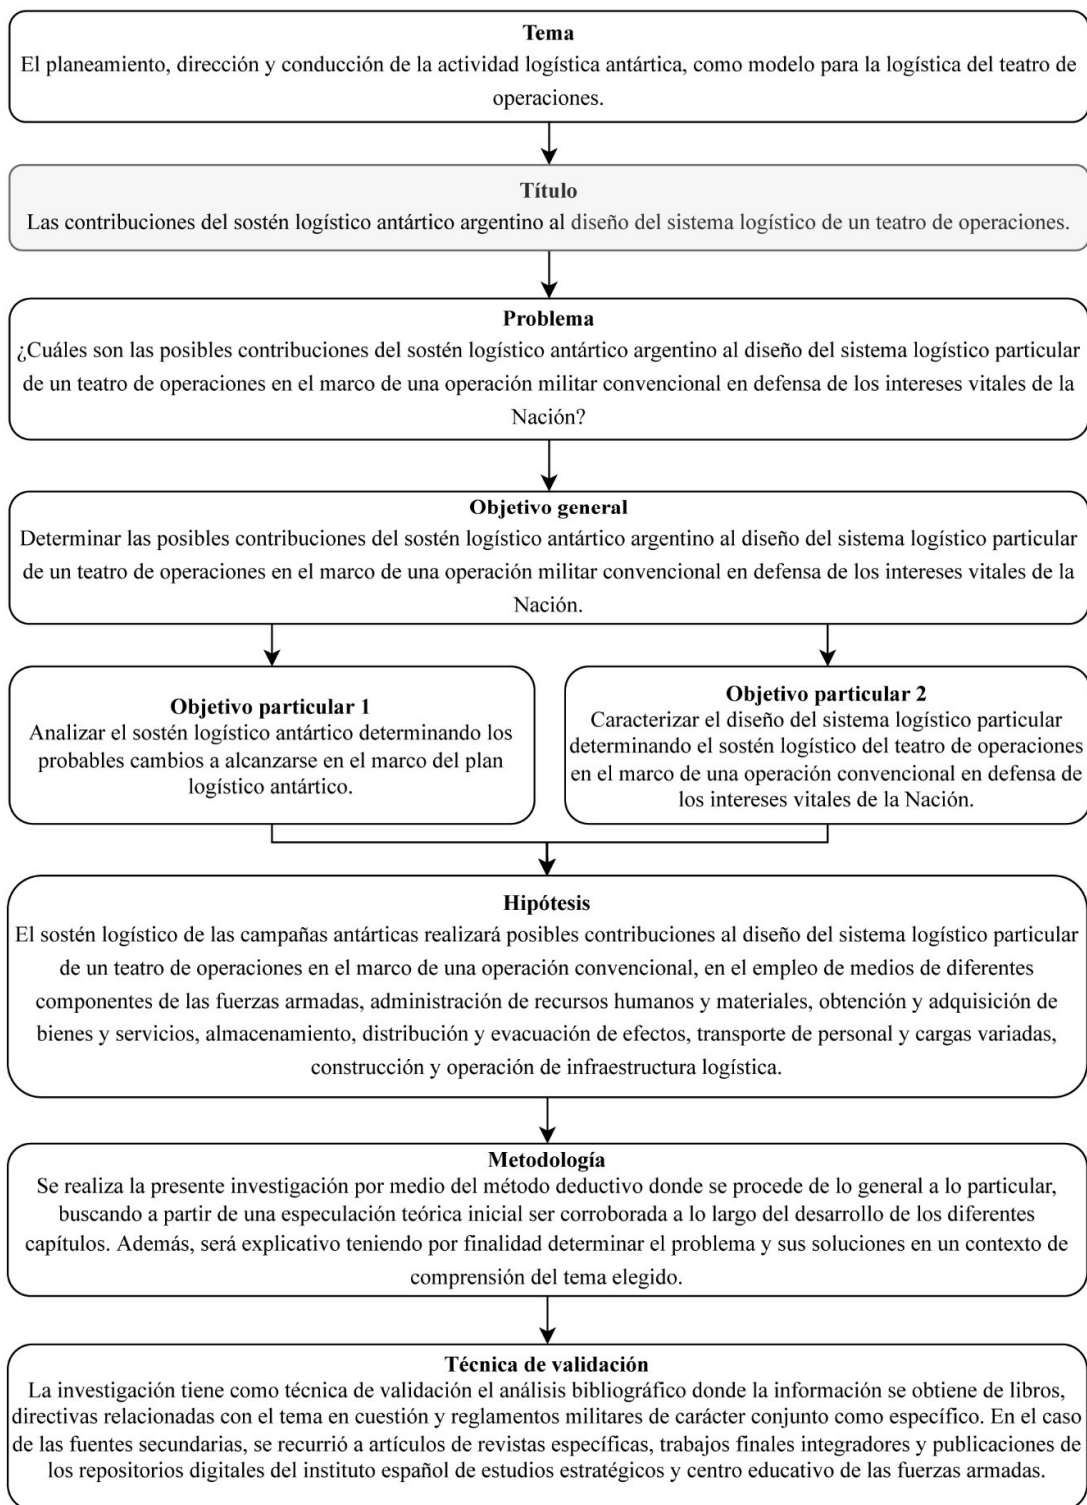 Tema
El planeamiento, dirección y conducción de la actividad logística antártica, como modelo para la logística del teatro de
operaciones.
Título
Las contribuciones del sostén logístico antártico argentino al diseño del sistema logístico de un teatro de operaciones.
Problema
¿Cuáles son las posibles contribuciones del sostén logístico antártico argentino al diseño del sistema logístico particular
de un teatro de operaciones en el marco de una operación militar convencional en defensa de los intereses vitales de la
Nación?
Objetivo general
Determinar las posibles contribuciones del sostén logístico antártico argentino al diseño del sistema logístico particular
de un teatro de operaciones en el marco de una operación militar convencional en defensa de los intereses vitales de la
Nación.
Objetivo particular 1
Analizar el sostén logístico antártico determinando los
probables cambios a alcanzarse en el marco del plan
logístico antártico.
Objetivo particular 2
Caracterizar el diseño del sistema logístico particular
determinando el sostén logístico del teatro de operaciones
en el marco de una operación convencional en defensa de
los intereses vitales de la Nación.
Hipótesis
El sostén logístico de las campañas antárticas realizará posibles contribuciones al diseño del sistema logístico particular
de un teatro de operaciones en el marco de una operación convencional, en el empleo de medios de diferentes
componentes de las fuerzas armadas, administración de recursos humanos y materiales, obtención y adquisición de
bienes y servicios, almacenamiento, distribución y evacuación de efectos, transporte de personal y cargas variadas,
construcción y operación de infraestructura logística.
Metodología
Se realiza la presente investigación por medio del método deductivo donde se procede de lo general a lo particular,
buscando a partir de una especulación teórica inicial ser corroborada a lo largo del desarrollo de los diferentes
capítulos. Además, será explicativo teniendo por finalidad determinar el problema y sus soluciones en un contexto de
comprensión del tema elegido.
Técnica de validación
La investigación tiene como técnica de validación el análisis bibliográfico donde la información se obtiene de libros,
directivas relacionadas con el tema en cuestión y reglamentos militares de carácter conjunto como específico. En el caso
de las fuentes secundarias, se recurrió a artículos de revistas específicas, trabajos finales integradores y publicaciones de
los repositorios digitales del instituto español de estudios estratégicos y centro educativo de las fuerzas armadas.